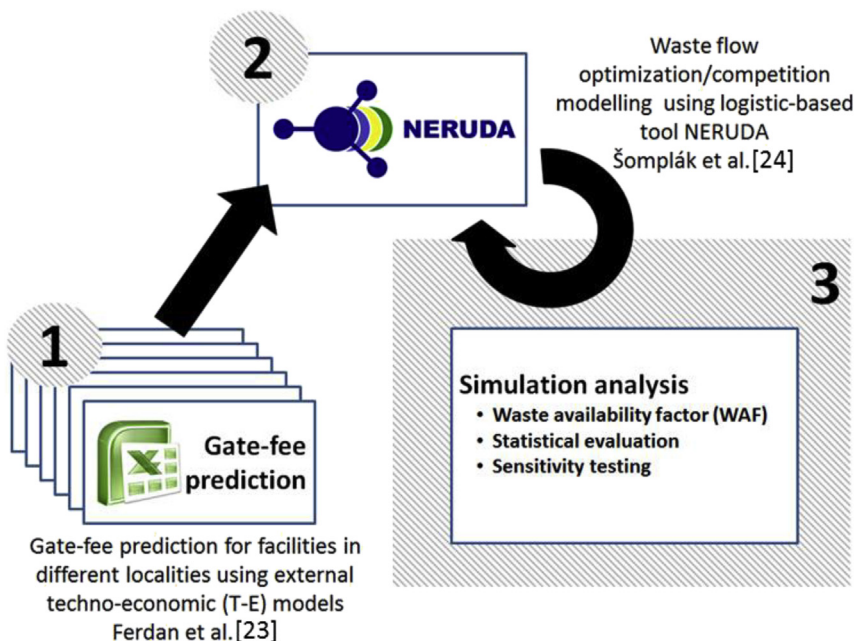 2
NERUDA
Waste flow
optimization/competition
modelling using logistic-based
tool NERUDA
Šomplák et al.[24]
1
Gate-fee
prediction
Gate-fee prediction for facilities in
different localities using external
techno-economic (T-E) models
Ferdan et al.[23]
3
Simulation analysis
• Waste availability factor (WAF)
• Statistical evaluation
• Sensitivity testing